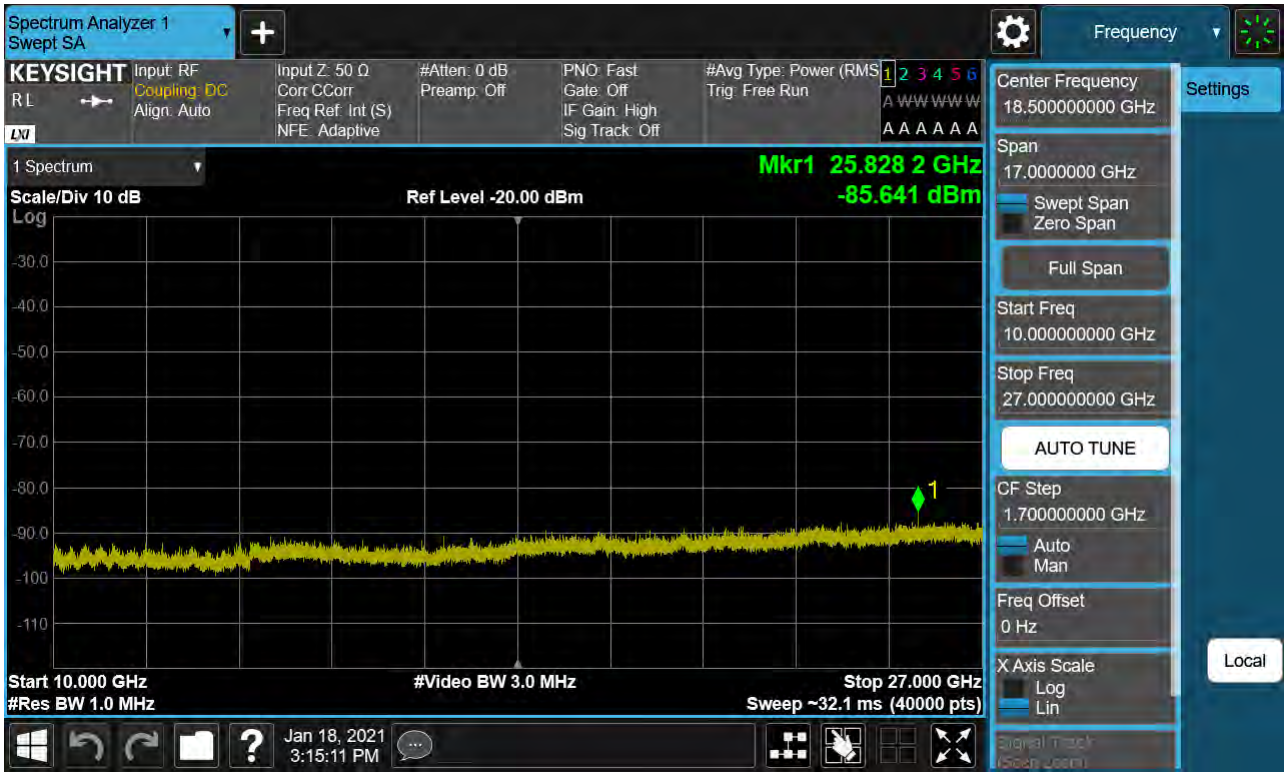 Spectrum Analyzer 1
Swept SA
+
Frequency
KEYSIGHT
RL
LXI
Input: RF
Coupling: DC
Align: Auto
Input Z: 50 Ω
Corr CCorr
Freq Ref: Int (S)
NFE: Adaptive
#Atten: 0 dB
Preamp: Off
PNO: Fast
Gate: Off
IF Gain: High
Sig Track: Off
#Avg Type: Power (RMS
Trig: Free Run
1 2 3 4 5 6
A W W W W W
A A A A A A
1 Spectrum
Scale/Div 10 dB
Ref Level -20.00 dBm
Mkr1 25.828 2 GHz
-85.641 dBm
Log
-30.0
-40.0
-50.0
-60.0
-70.0
-80.0
-90.0
-100
-110
1
Start 10.000 GHz
#Video BW 3.0 MHz
Stop 27.000 GHz
#Res BW 1.0 MHz
Sweep ~32.1 ms (40000 pts)
Center Frequency
18.500000000 GHz
Settings
Span
17.0000000 GHz
Swept Span
Zero Span
Full Span
Start Freq
10.000000000 GHz
Stop Freq
27.000000000 GHz
AUTO TUNE
CF Step
1.700000000 GHz
Auto
Man
Freq Offset
0 Hz
X Axis Scale
Log
Lin
Signal Track
(Span Zoom)
Local
?
Jan 18, 2021
3:15:11 PM